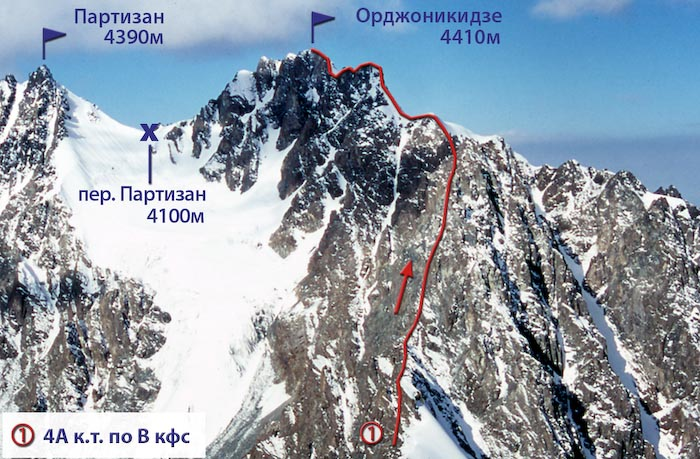 Партизан
4390м
Орджоникидзе
4410м
X
пер. Партизан
4100м
1
1 4А к.т. по В кфс